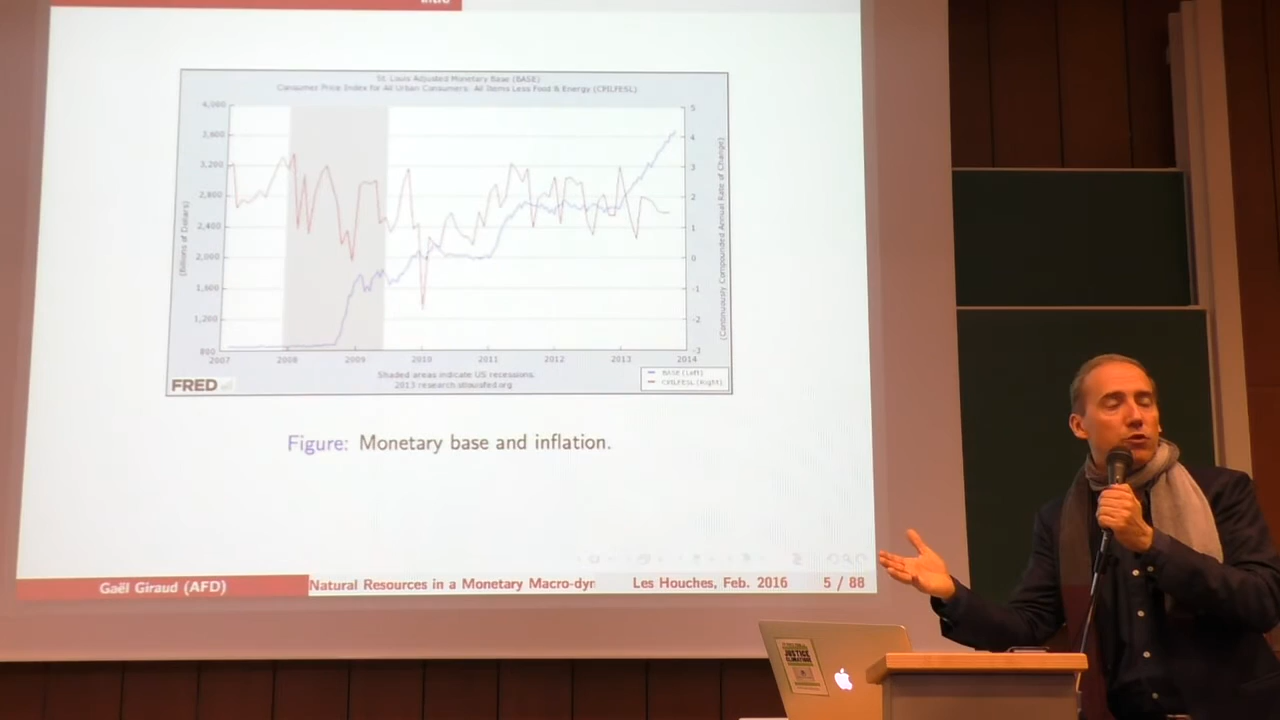 Intro
St. Louis Adjusted Monetary Base (BASE)
Consumer Price Index for All Urban Consumers: All Items Less Food & Energy (CPILFESL)
4,000
3,600
3,200
2,800
2,400
2,000
1,600
1,200
800
(Billions of Dollars)
5
4
3
2
1
0
-1
-2
-3
(Continuously Compounded Annual Rate of Change)
2007 2008 2009 2010 2011 2012 2013 2014
Shaded areas indicate US recessions.
2013 research.stlouisfed.org
FRED
BASE (Left)
CPILFESL (Right)
Figure: Monetary base and inflation.
Gaël Giraud (AFD) Natural Resources in a Monetary Macro-dyn Les Houches, Feb. 2016 5 / 88
JUSTICE
CLIMATIQUE